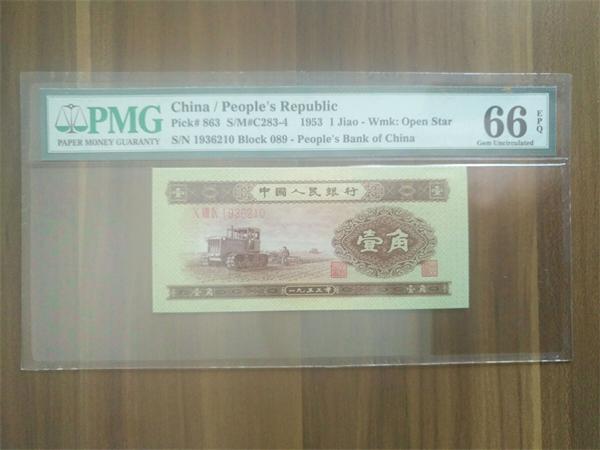 PMG
PAPER MONEY GUARANTY
China / People's Republic
Pick# 863 S/M#C283-4 1953 1 Jiao - Wmk: Open Star
S/N 1936210 Block 089 - People's Bank of China
66 EPQ
Gem Uncirculated
中國人民銀行
1936210
壹角
壹角
一九五三年
壹角